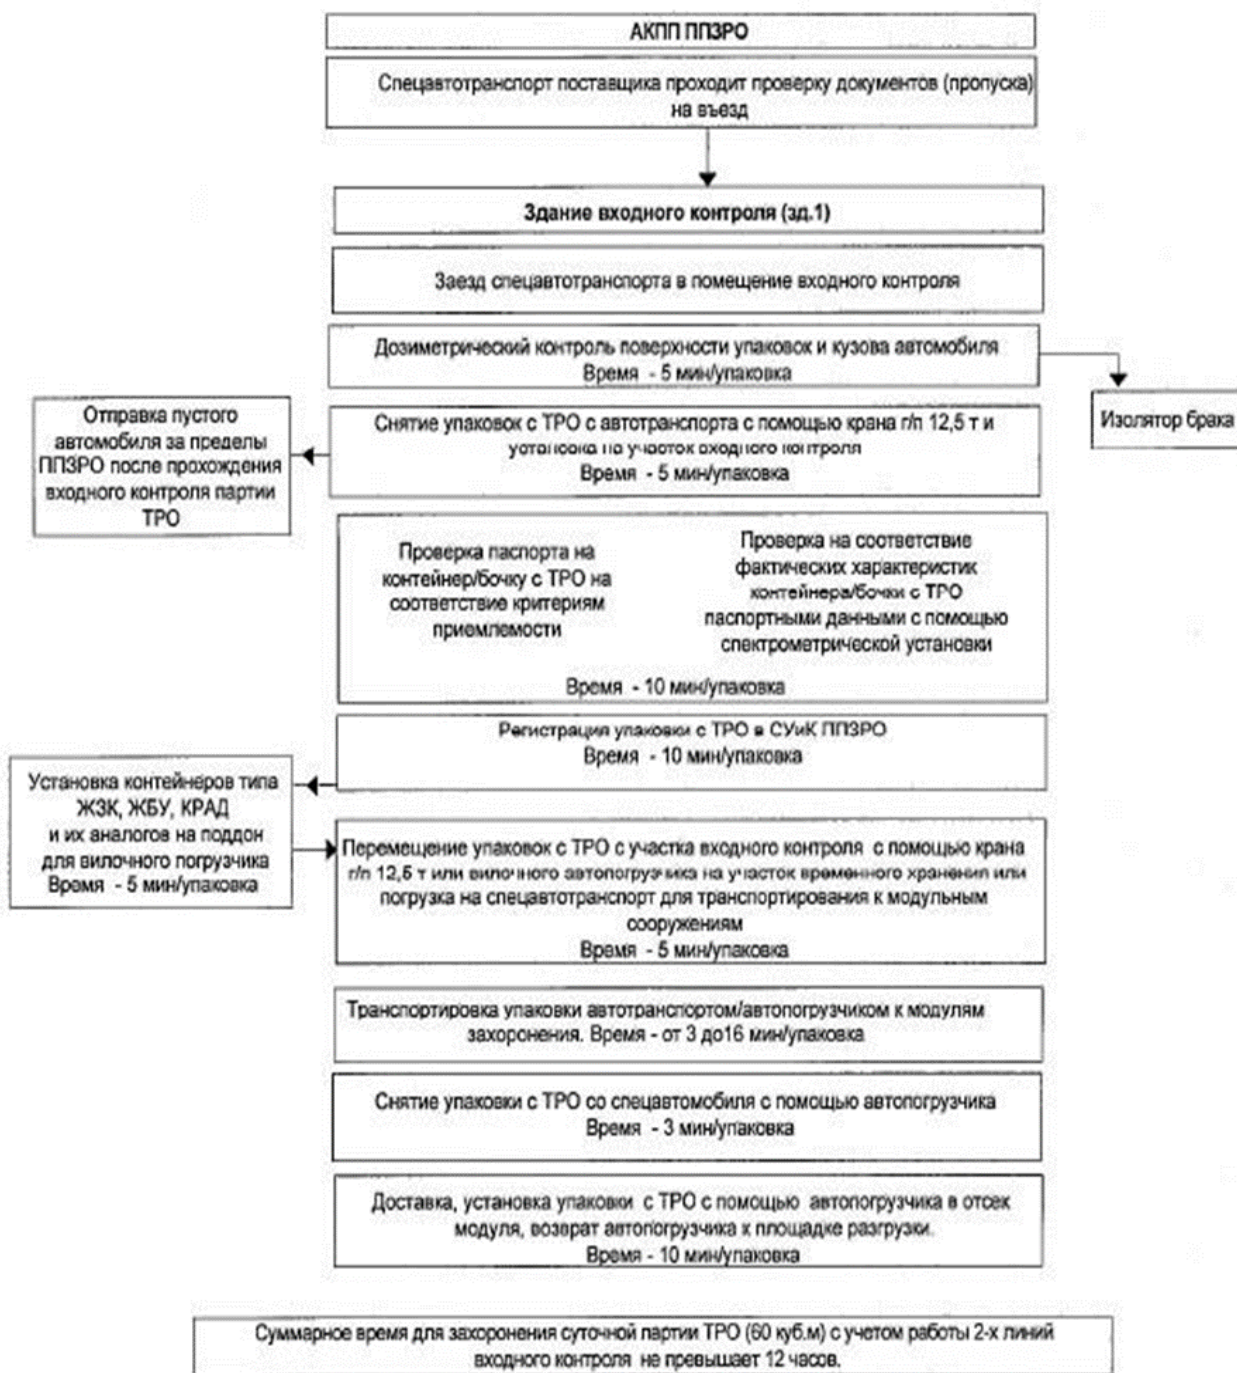 АКПП ППЗРО
Спецавтотранспорт поставщика проходит проверку документов (пропуска)
на въезд
Здание входного контроля (зд.1)
Заезд спецавтотранспорта в помещение входного контроля
Дозиметрический контроль поверхности упаковок и кузова автомобиля
Время - 5 мин/упаковка
Изолятор брака
Отправка пустого
автомобиля за пределы
ППЗРО после прохождения
входного контроля партии
ТРО
Снятие упаковок с ТРО с автотранспорта с помощью крана г/п 12,5 т и
установка на участок входного контроля
Время - 5 мин/упаковка
Проверка паспорта на
контейнер/бочку с ТРО на
соответствие критериям
приемлемости
Проверка на соответствие
фактических характеристик
контейнера/бочки с ТРО
паспортными данными с помощью
спектрометрической установки
Время - 10 мин/упаковка
Регистрация упаковки с ТРО в СУиК ППЗРО
Время - 10 мин/упаковка
Установка контейнеров типа
ЖЗК, ЖБУ, КРАД
и их аналогов на поддон
для вилочного погрузчика
Время - 5 мин/упаковка
Перемещение упаковок с ТРО с участка входного контроля с помощью крана
г/п 12,5 т или вилочного автопогрузчика на участок временного хранения или
погрузка на спецавтотранспорт для транспортирования к модульным
сооружениям
Время - 5 мин/упаковка
Транспортировка упаковки автотранспортом/автопогрузчиком к модулям
захоронения. Время - от 3 до16 мин/упаковка
Снятие упаковки с ТРО со спецавтомобиля с помощью автопогрузчика
Время - 3 мин/упаковка
Доставка, установка упаковки с ТРО с помощью автопогрузчика в отсек
модуля, возврат автопогрузчика к площадке разгрузки.
Время - 10 мин/упаковка
Суммарное время для захоронения суточной партии ТРО (60 куб.м) с учетом работы 2-х линий
входного контроля не превышает 12 часов.